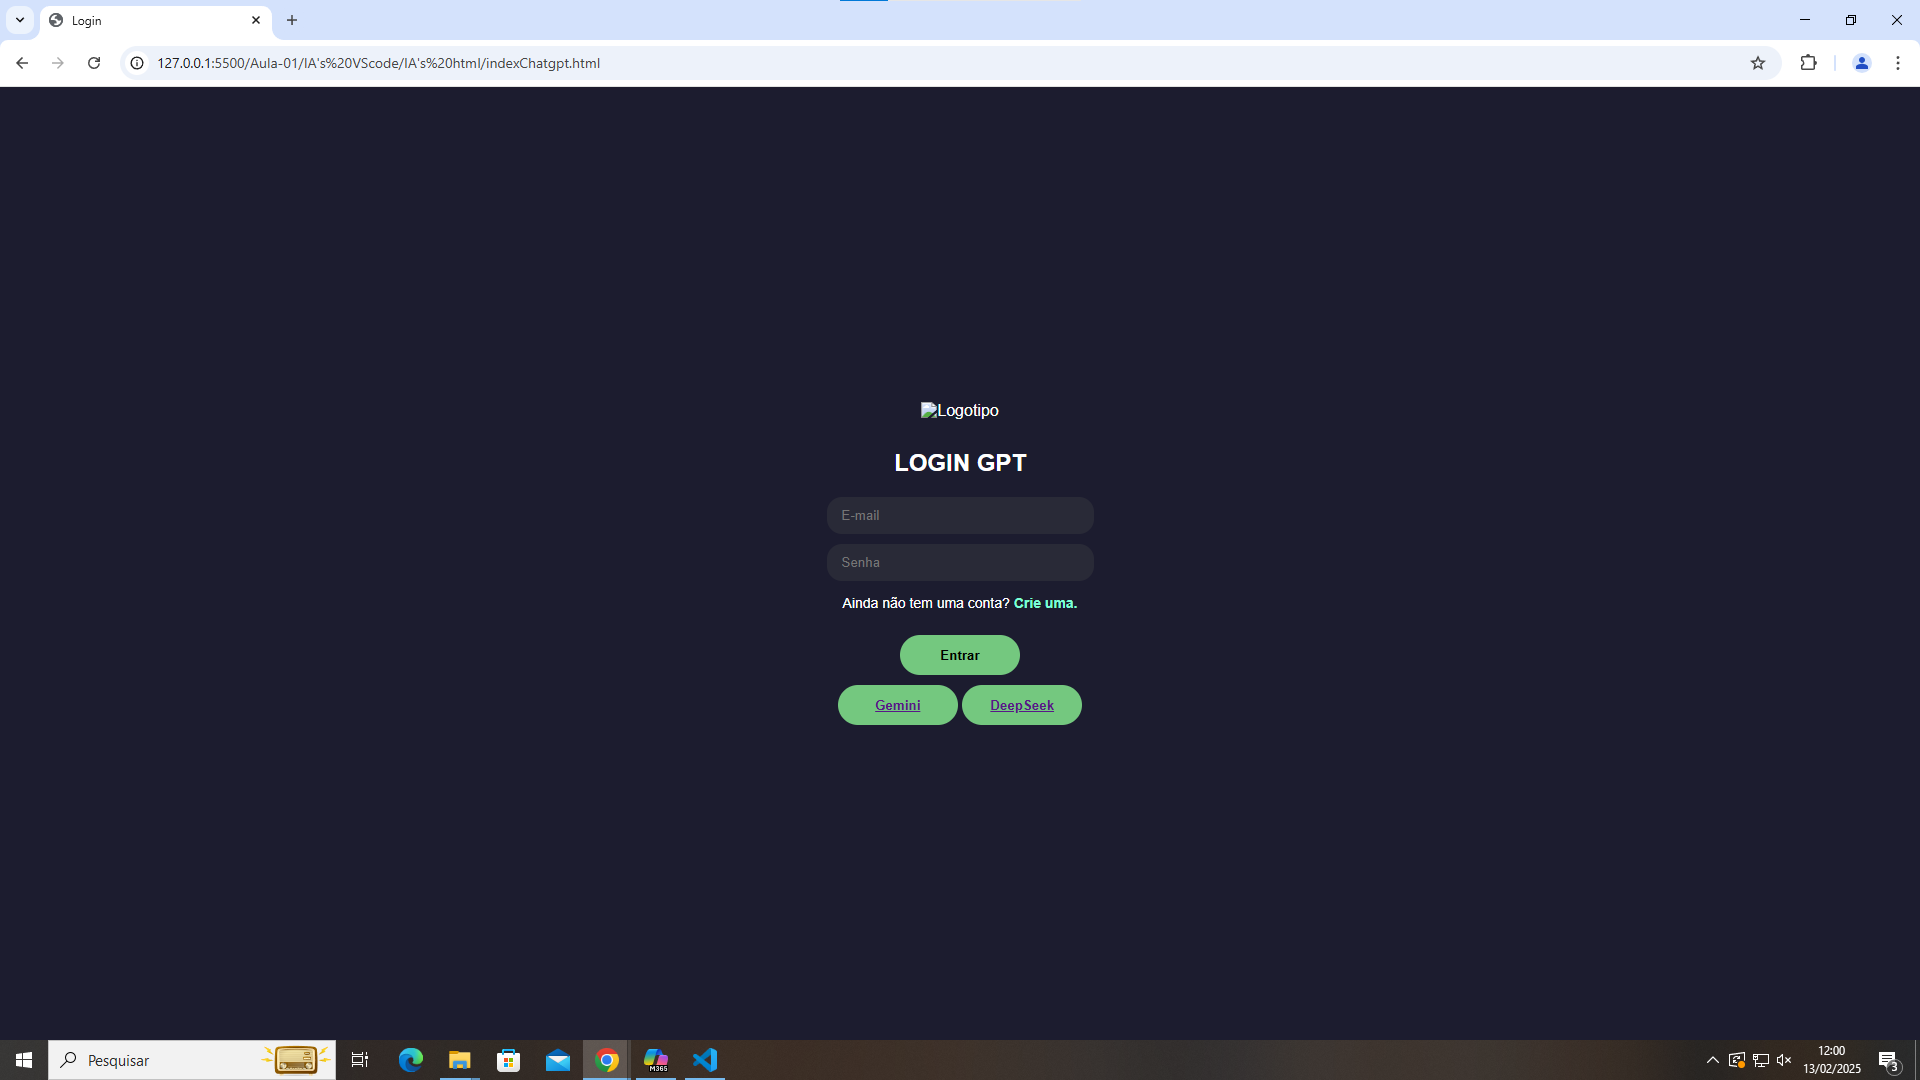 Login
127.0.0.1:5500/Aula-01/IA's%20VScode/IA's%20html/indexChatgpt.html
Logotipo
LOGIN GPT
E-mail
Senha
Ainda não tem uma conta? Crie uma.
Entrar
Gemini DeepSeek
Pesquisar
M365
12:00
13/02/2025
3